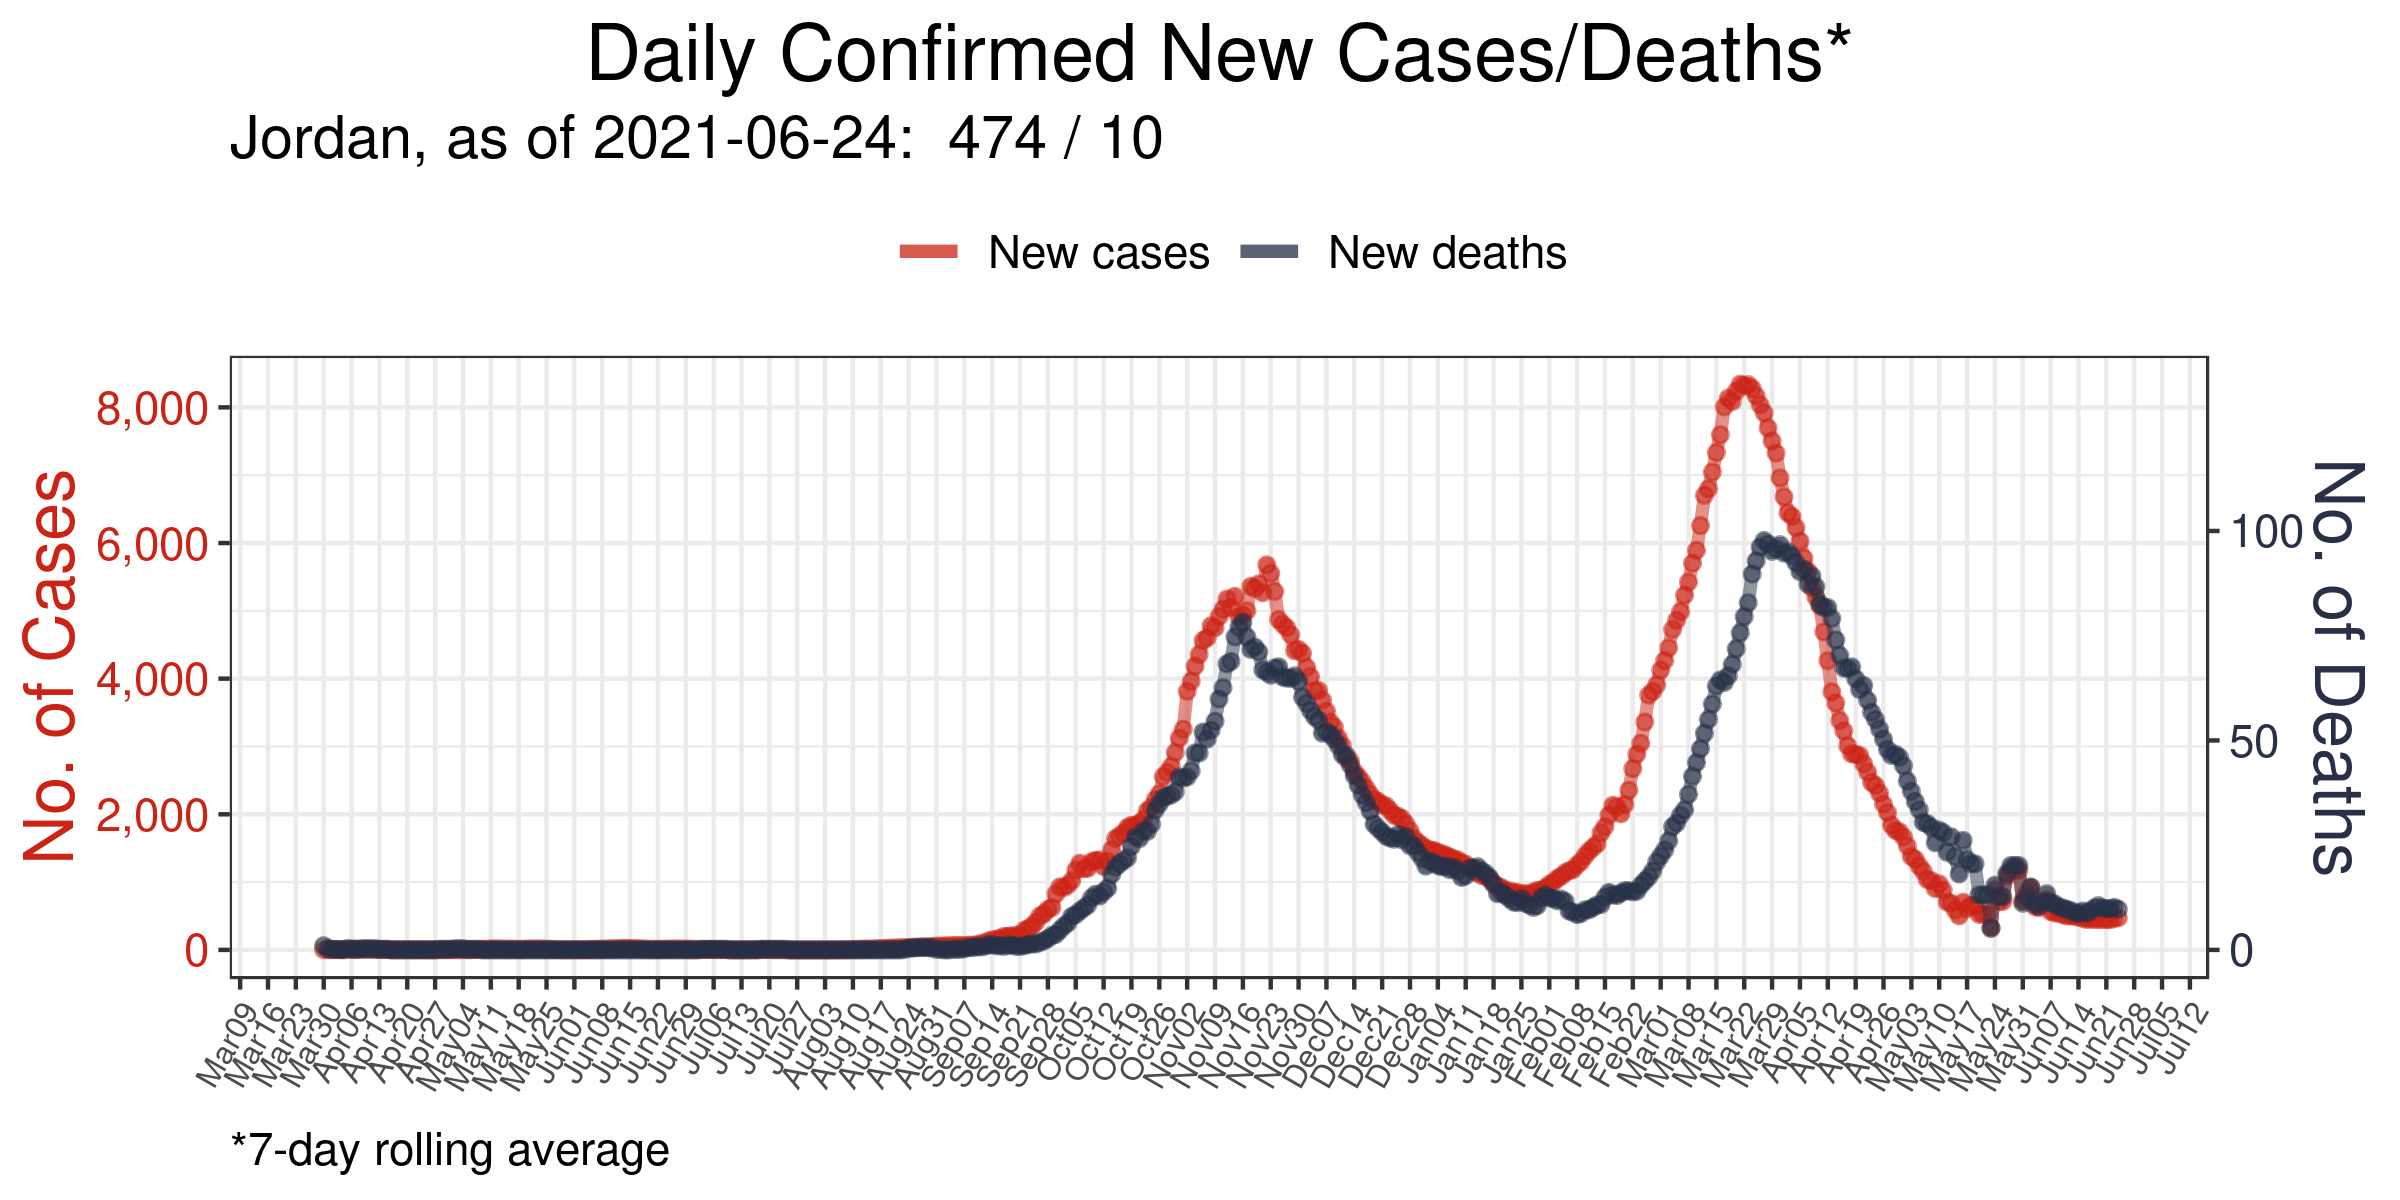 Daily Confirmed New Cases/Deaths*
Jordan, as of 2021-06-24:  474 / 10
New cases
New deaths
No. of Cases
8,000
6,000
4,000
2,000
0
100
50
0
No. of Deaths
Mar09
Mar16
Mar23
Mar30
Apr06
Apr13
Apr20
Apr27
May04
May11
May18
May25
Jun01
Jun08
Jun15
Jun22
Jun29
Jul06
Jul13
Jul20
Jul27
Aug03
Aug10
Aug17
Aug24
Aug31
Sep07
Sep14
Sep21
Sep28
Oct05
Oct12
Oct19
Oct26
Nov02
Nov09
Nov16
Nov23
Nov30
Dec07
Dec14
Dec21
Dec28
Jan04
Jan11
Jan18
Jan25
Feb01
Feb08
Feb15
Feb22
Mar01
Mar08
Mar15
Mar22
Mar29
Apr05
Apr12
Apr19
Apr26
May03
May10
May17
May24
May31
Jun07
Jun14
Jun21
Jun28
Jul05
Jul12
*7-day rolling average